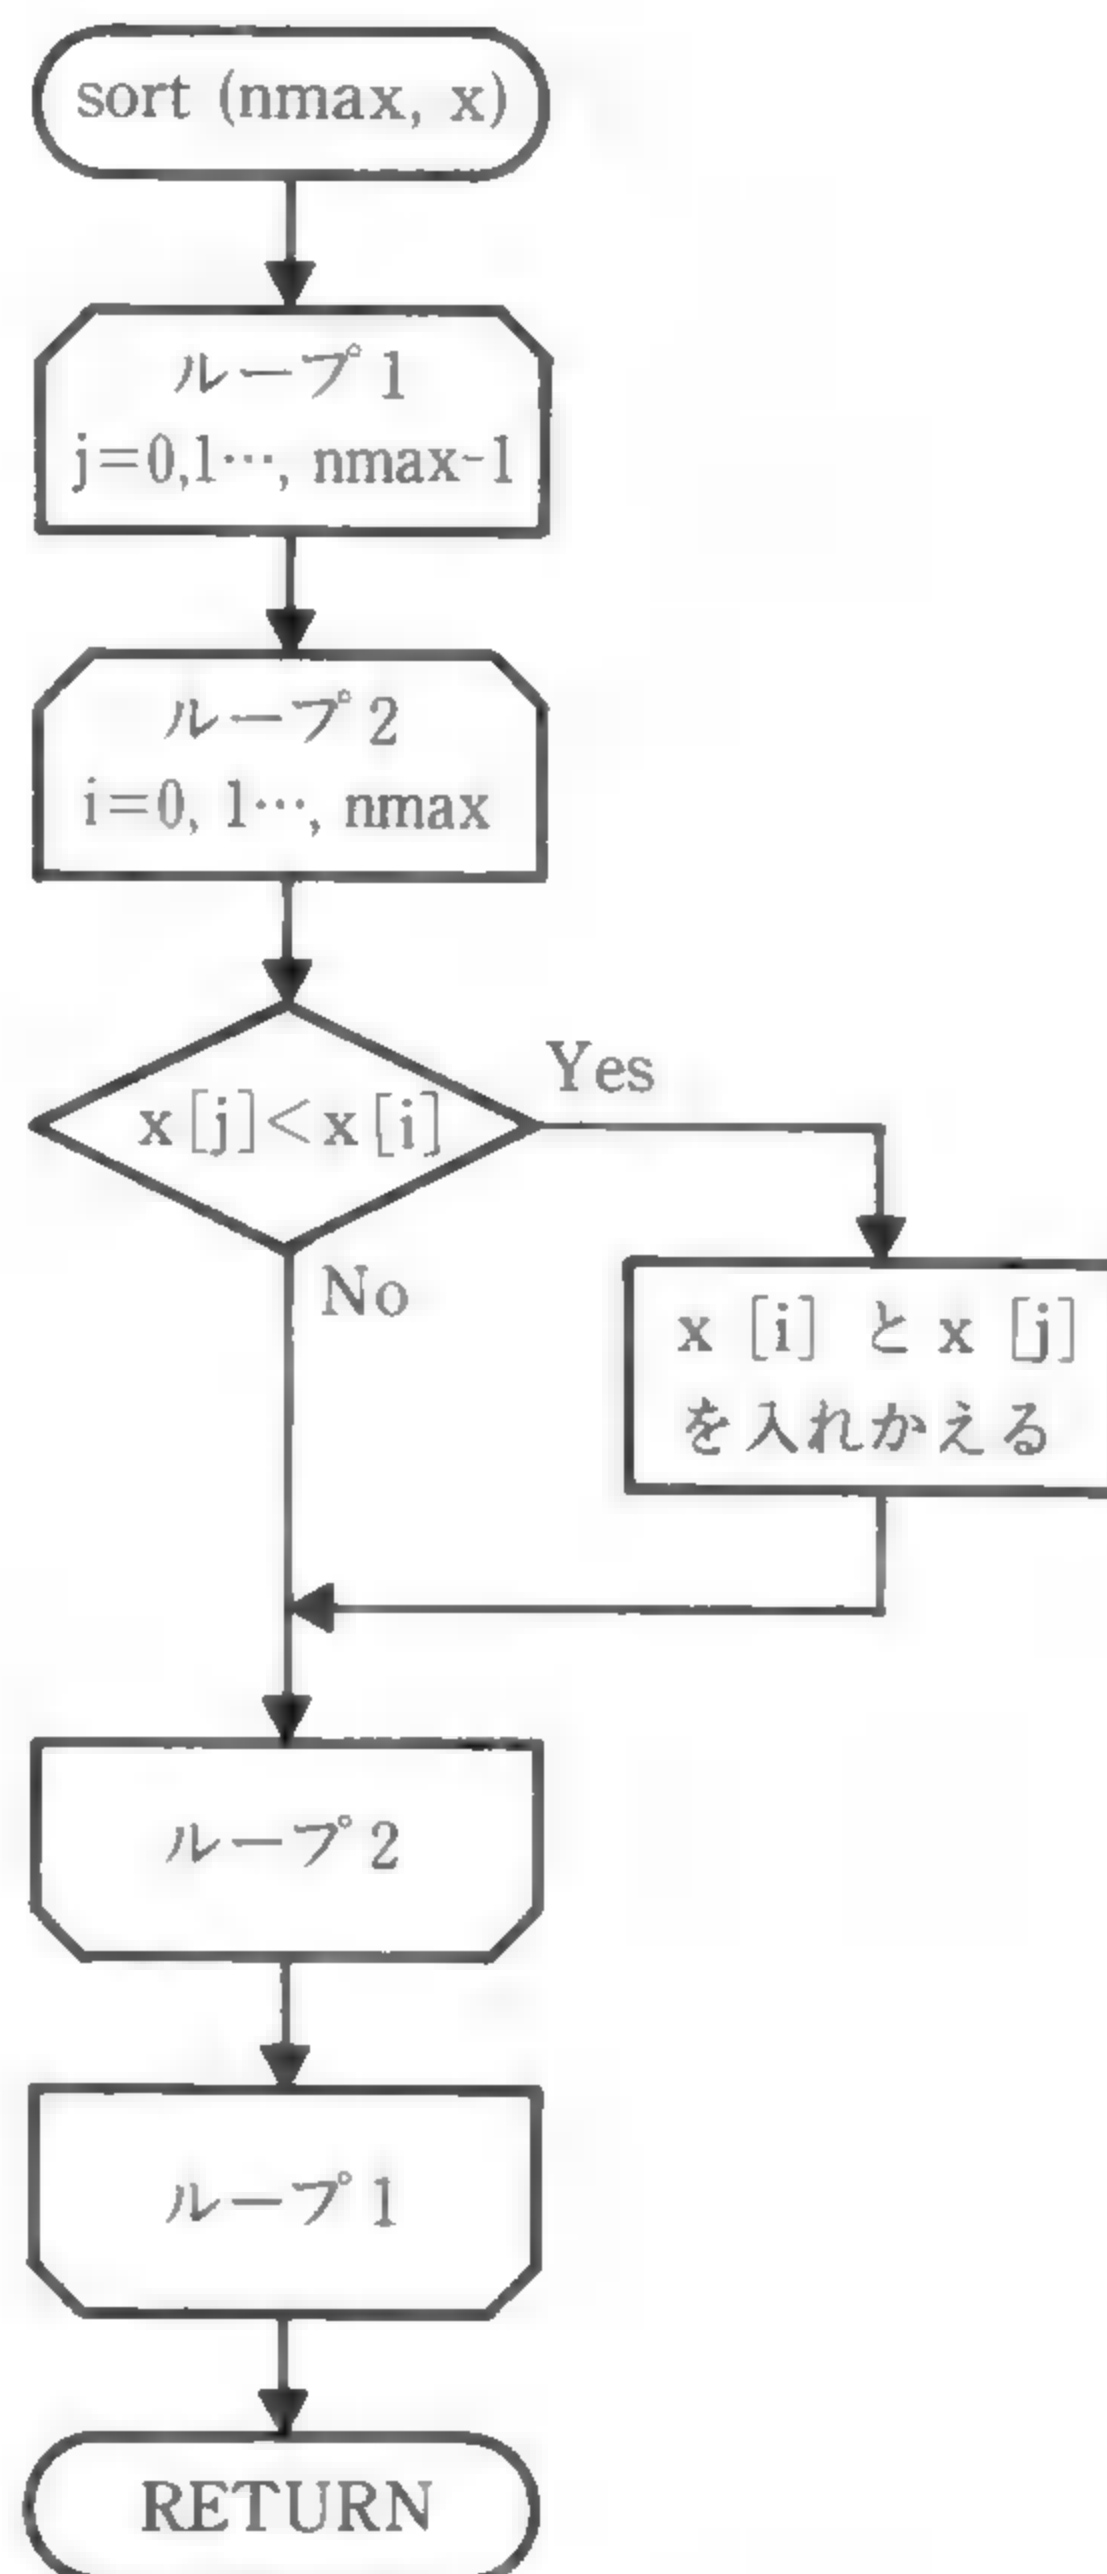 sort (nmax, x)
ループ1
j=0,1…, nmax-1
ループ2
i=0, 1…, nmax
x[j]<x[i]
Yes
No
x [i] と x [j]
を入れかえる
ループ2
ループ1
RETURN